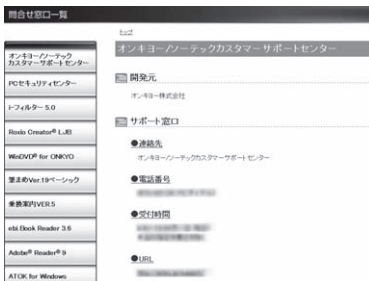 問合せ窓口一覧
トップ
オンキヨー/ソーテック
カスタマーサポートセンター
PCセキュリティセンター
i-フィルター 5.0
Roxio Creator® LJB
WinDVD® for ONKYO
筆まめVer.19ベーシック
乗換案内VER.5
ebi.Book Reader 3.6
Adobe® Reader® 9
ATOK for Windows
オンキヨー/ソーテックカスタマーサポートセンター
開発元
オンキヨー株式会社
サポート窓口
●連絡先
オンキヨー/ソーテックカスタマーサポートセンター
●電話番号
●受付時間
●URL